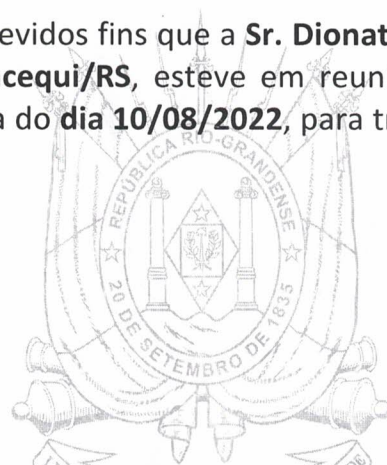 evidos fins que a Sr. Dionat
cequi/RS, esteve em reun
a do dia 10/08/2022, para tr
REPÚBLICA RIO-GRANDENSE
20 DE SETEMBRO DE 1835